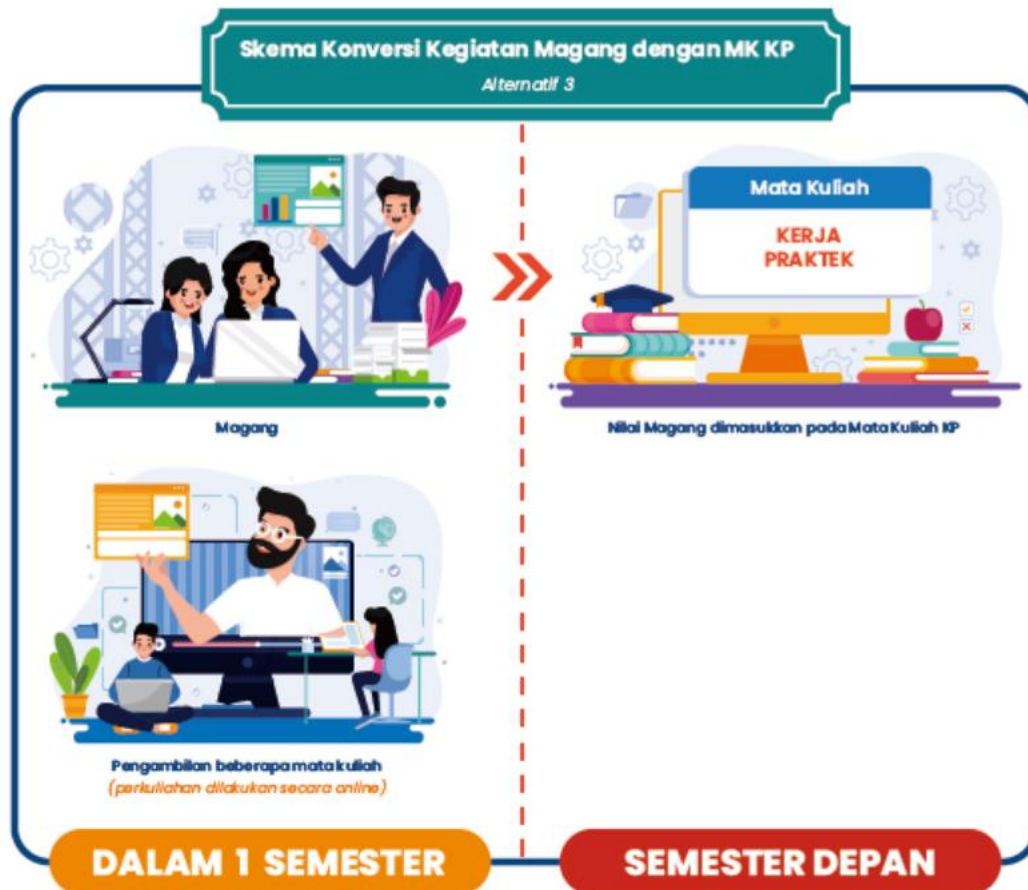 Skema Konversi Kegiatan Magang dengan MK KP
Alternatif 3
Magang
Mata Kuliah
KERJA
PRAKTEK
Nilai Magang dimasukkan pada Mata Kuliah KP
Pengambilan beberapa mata kuliah
(perkuliahan dilakukan secara online)
DALAM 1 SEMESTER
SEMESTER DEPAN